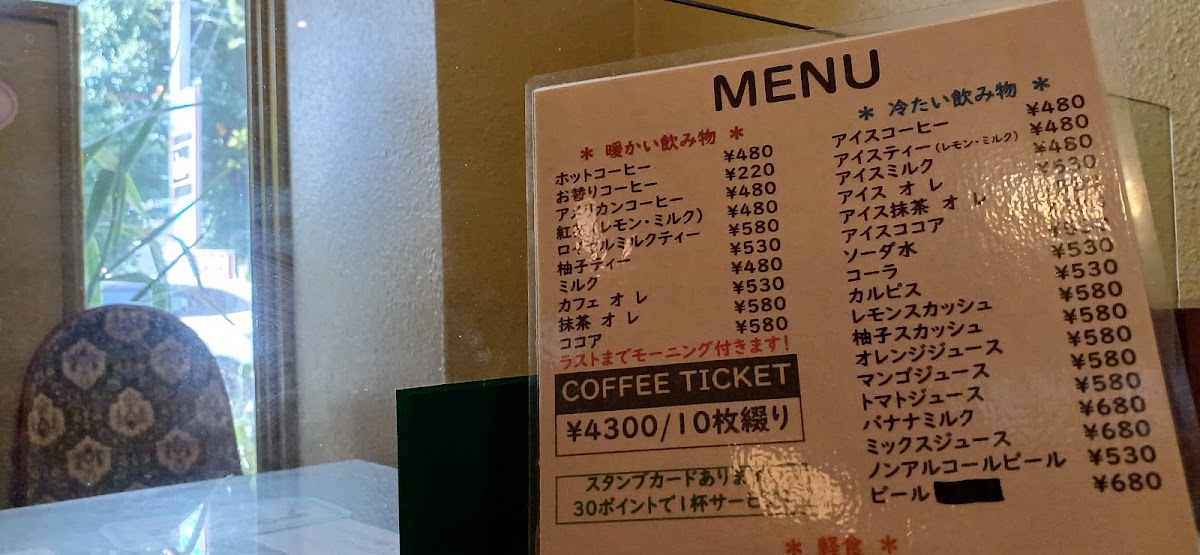 MENU
* 暖かい飲み物 *
ホットコーヒー ¥480
お替りコーヒー ¥220
アメリカンコーヒー ¥480
紅茶(レモン・ミルク) ¥480
ロイヤルミルクティー ¥580
柚子ティー ¥530
ミルク ¥480
カフェ オ レ ¥530
抹茶 オ レ ¥580
ココア ¥580
ラストまでモーニング付きます!
COFFEE TICKET
¥4300/10枚綴り
スタンプカードあります
30ポイントで1杯サービス
* 冷たい飲み物 *
アイスコーヒー ¥480
アイスティー(レモン・ミルク) ¥480
アイスミルク ¥480
アイス オ レ ¥530
アイス抹茶 オ レ
アイスココア
ソーダ水
コーラ ¥530
カルピス ¥530
レモンスカッシュ ¥580
柚子スカッシュ ¥580
オレンジジュース ¥580
マンゴジュース ¥580
トマトジュース ¥580
バナナミルク ¥680
ミックスジュース ¥680
ノンアルコールビール ¥530
ビール ¥680
* 軽食 *